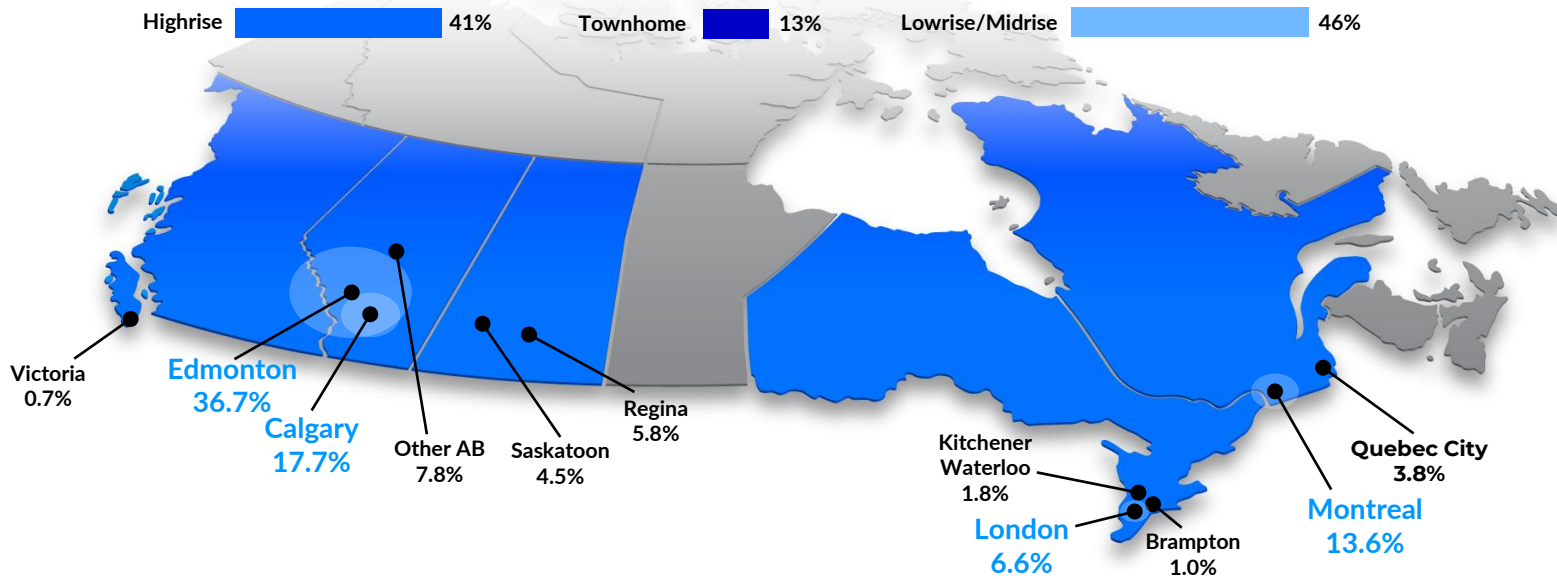 Highrise 41% Townhome 13% Lowrise/Midrise 46%
Victoria
0.7%
Edmonton
36.7%
Calgary
17.7%
Other AB
7.8%
Saskatoon
4.5%
Regina
5.8%
Kitchener
Waterloo
1.8%
London
6.6%
Brampton
1.0%
Montreal
13.6%
Quebec City
3.8%